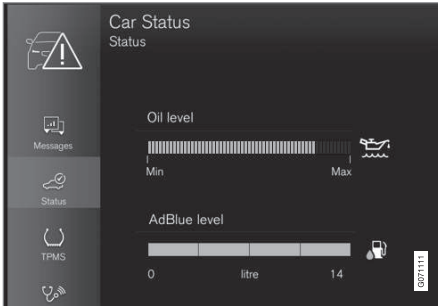 Car Status
Status
Messages
Status
TPMS
Oil level
Min Max
AdBlue level
0 litre 14
G071111